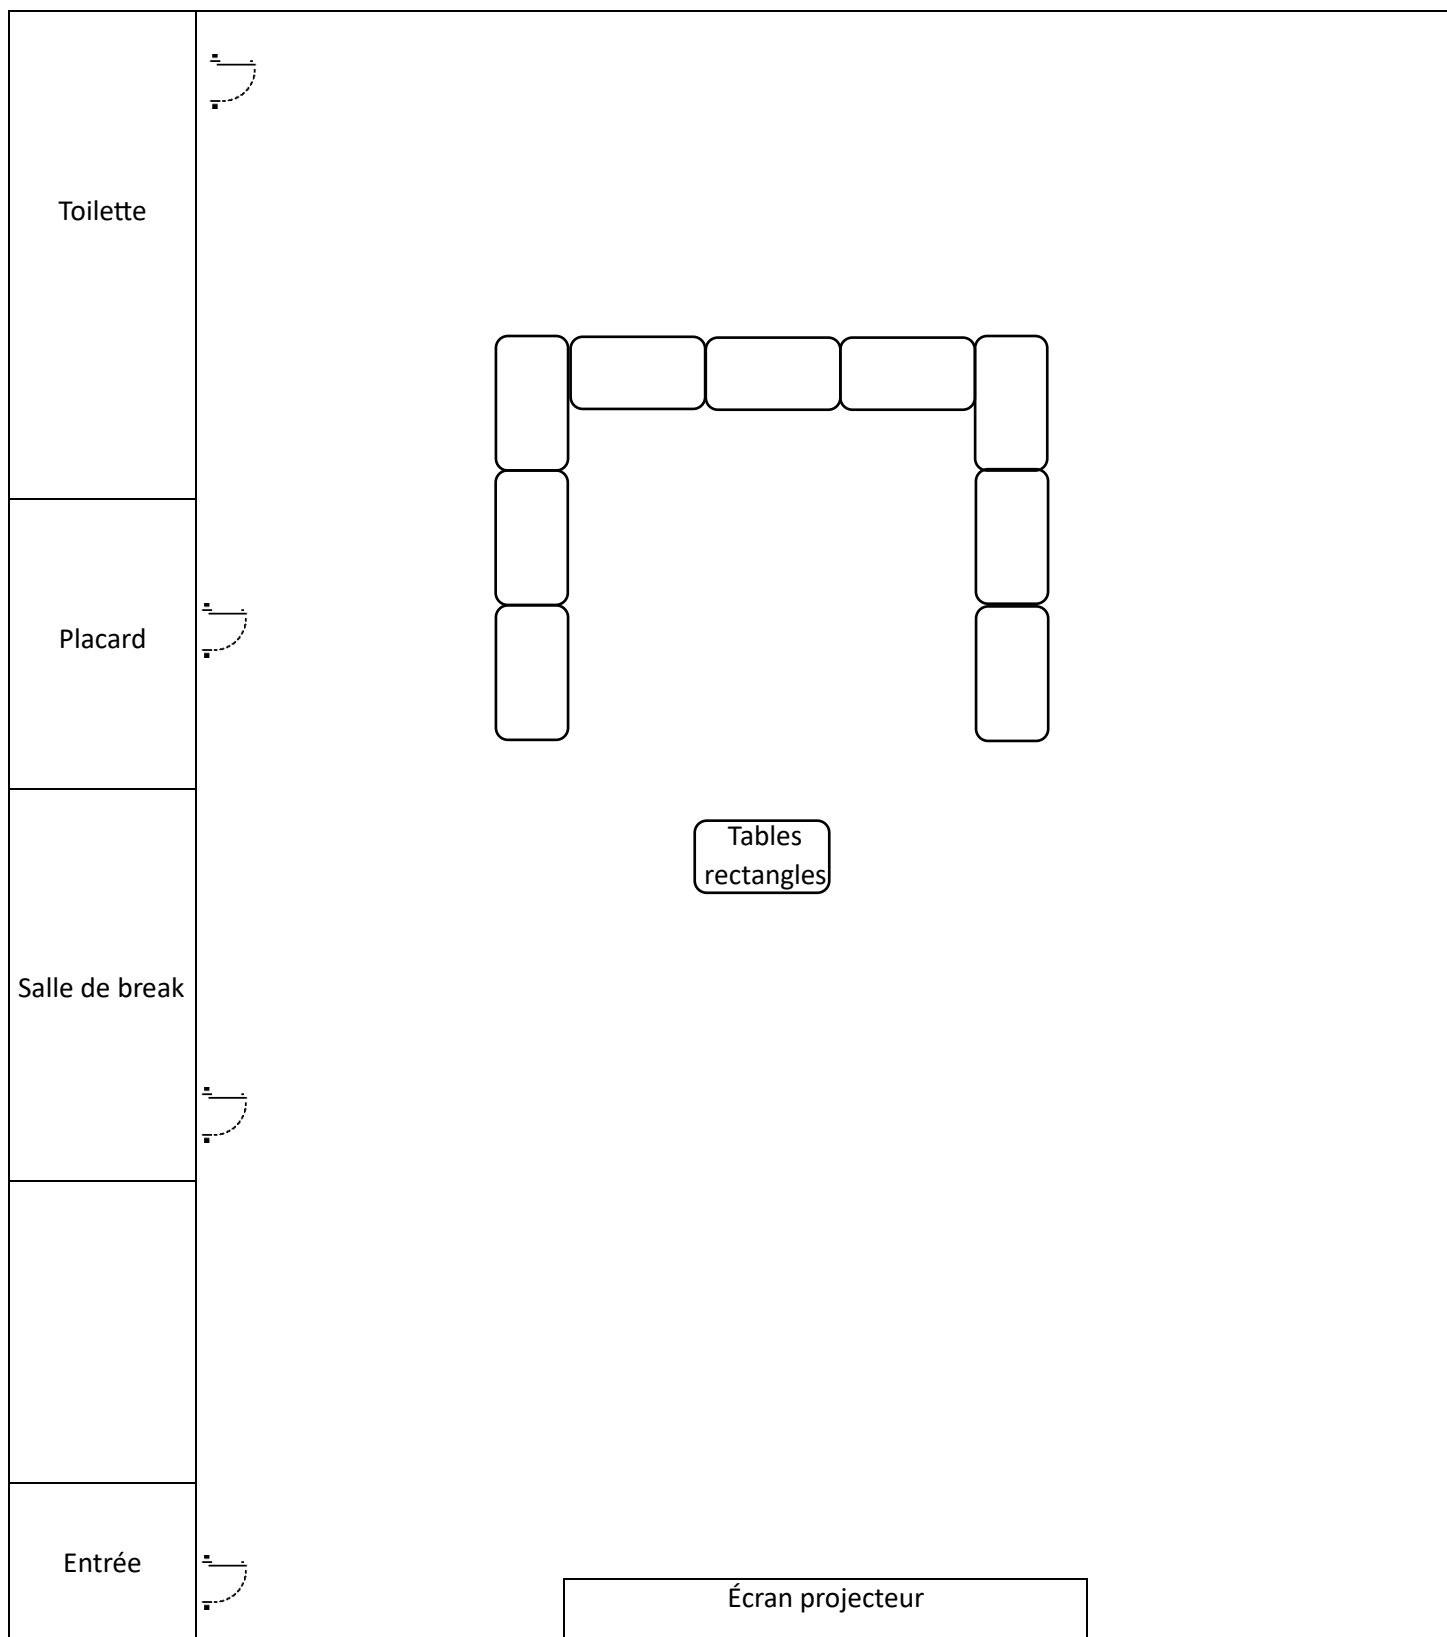 Toilette
Placard
Tables
rectangles
Salle de break
Entrée
Écran projecteur